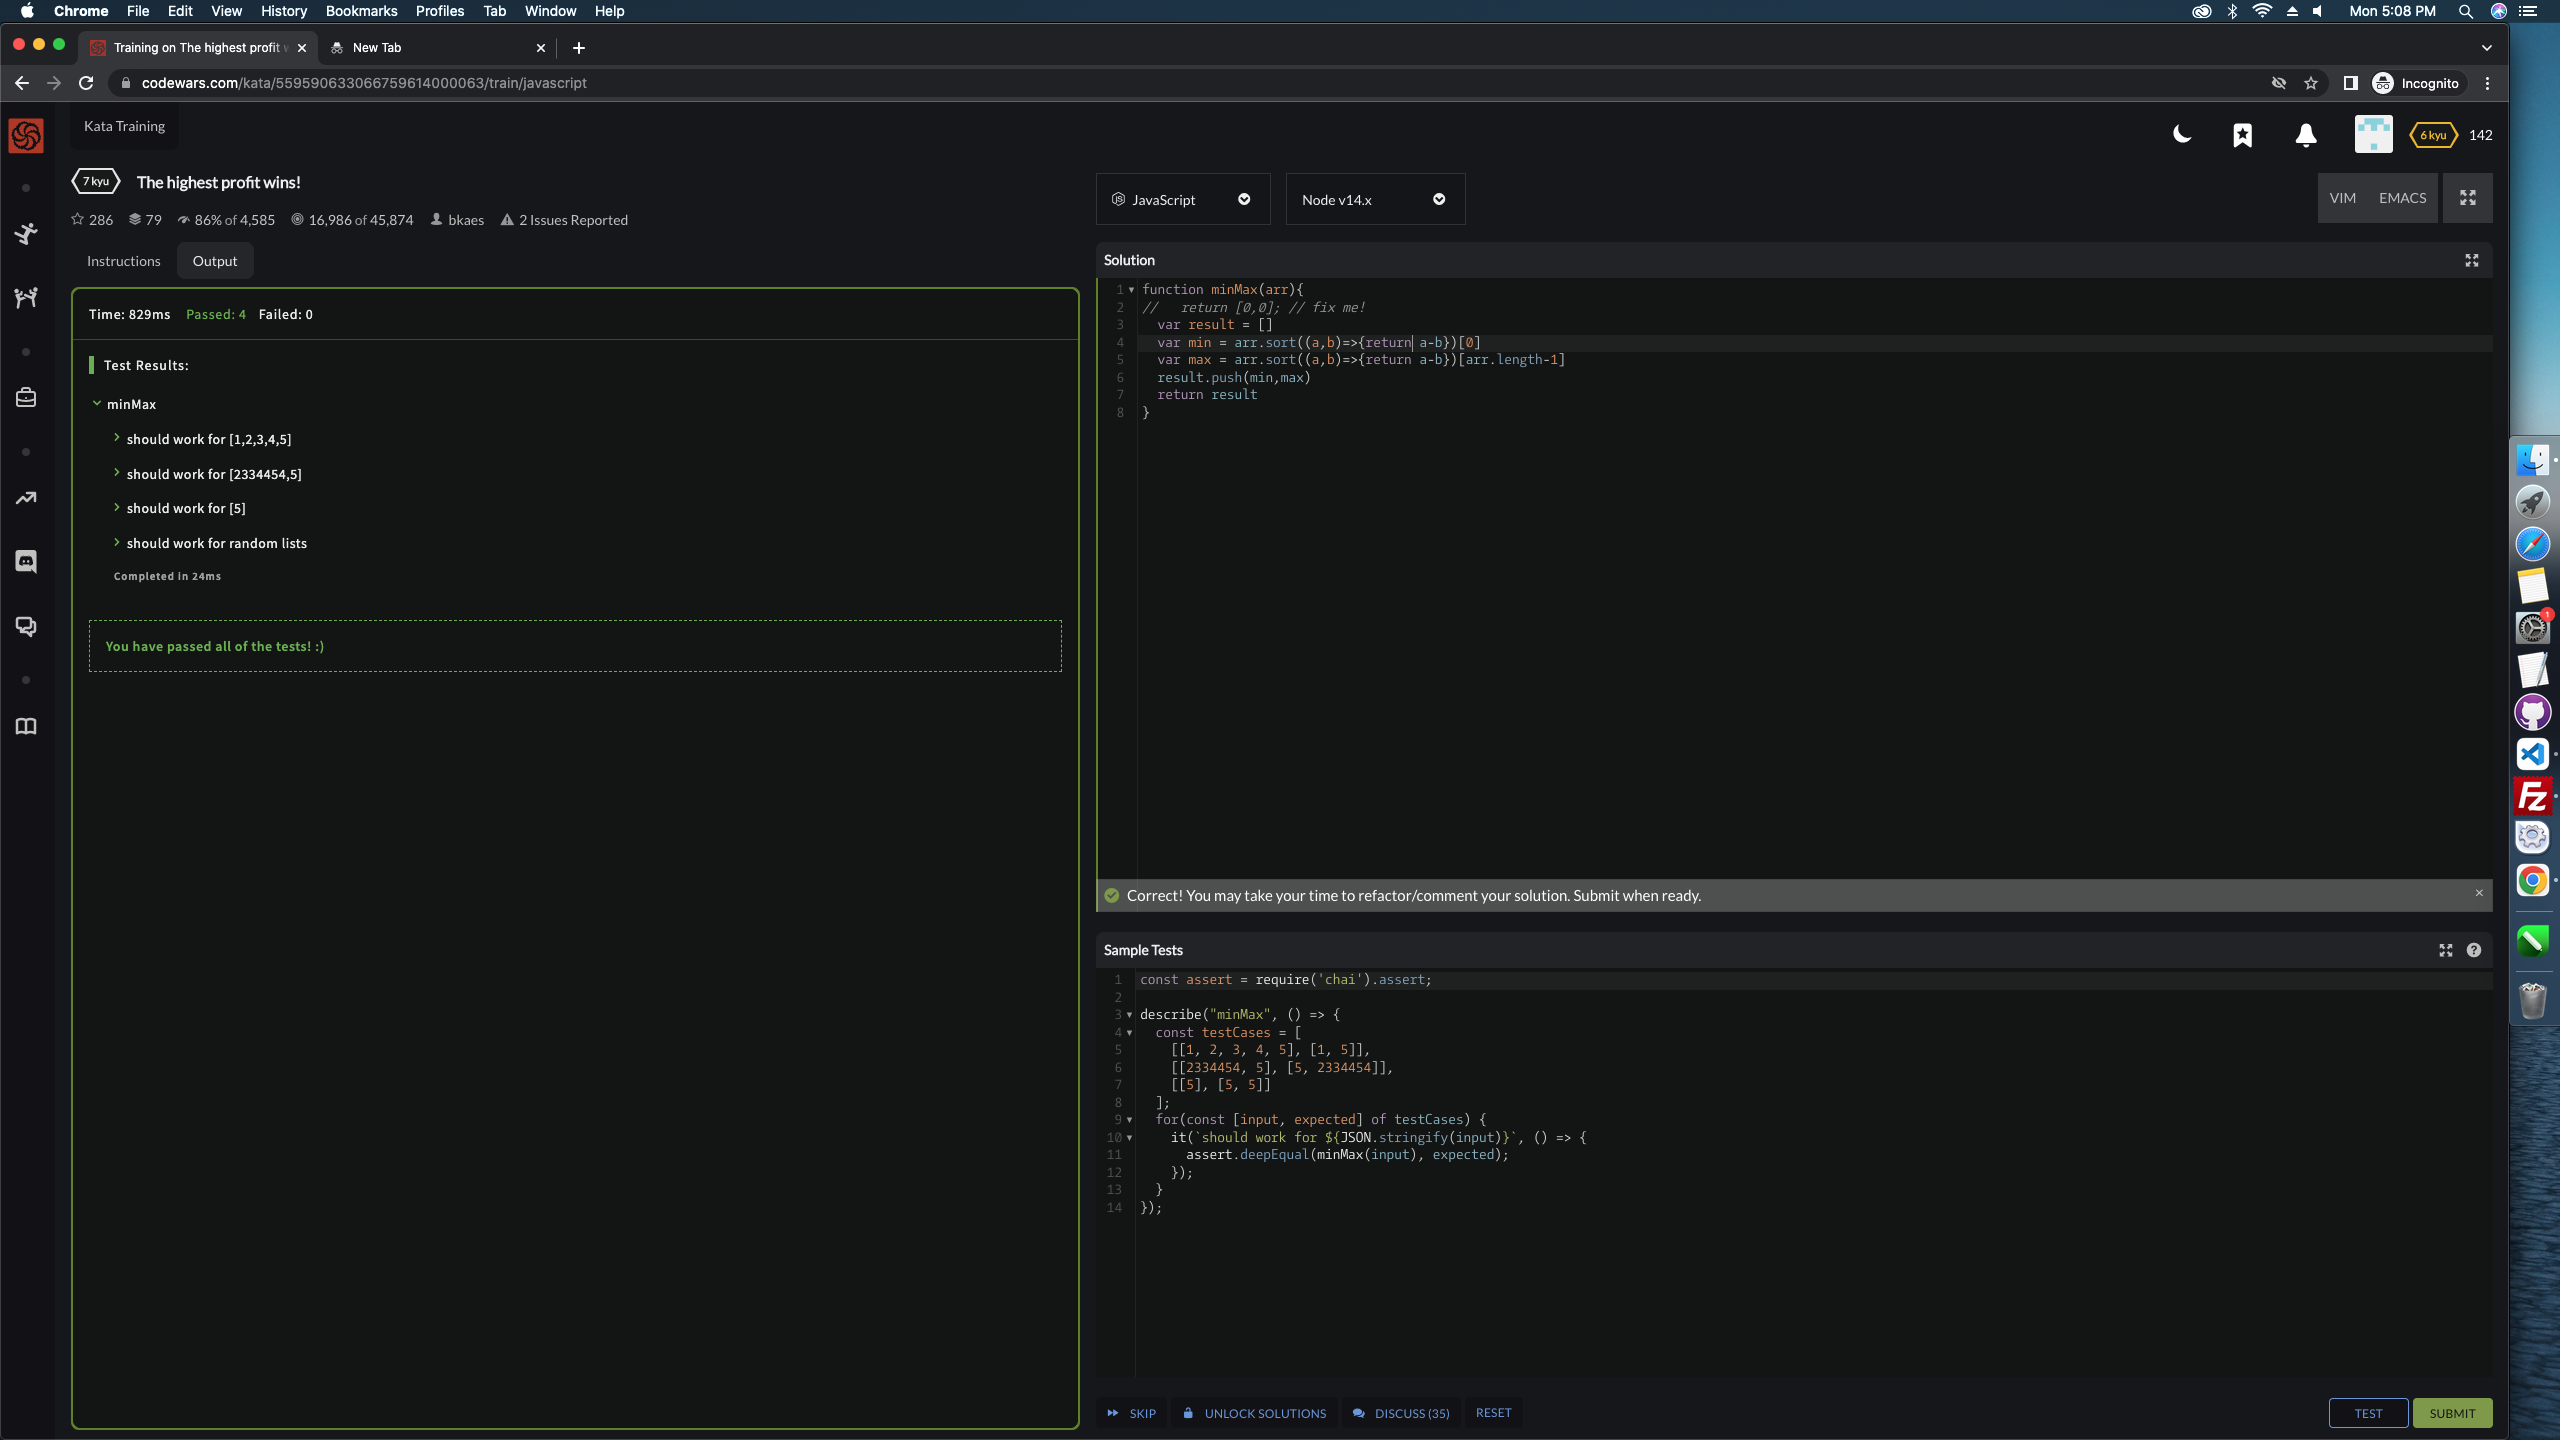 Chrome File Edit View History Bookmarks Profiles Tab Window Help
Mon 5:08 PM
Training on The highest profit w
New Tab
codewars.com/kata/559590633066759614000063/train/javascript
Incognito
Kata Training
6 kyu 142
7 kyu The highest profit wins!
286 79 86% of 4,585 16,986 of 45,874 bkaes 2 Issues Reported
JavaScript
Node v14.x
VIM EMACS
Instructions
Output
Time: 829ms Passed: 4 Failed: 0
Test Results:
minMax
should work for [1,2,3,4,5]
should work for [2334454,5]
should work for [5]
should work for random lists
Completed in 24ms
You have passed all of the tests! :)
Solution
1 function minMax(arr){
2 //   return [0,0]; // fix me!
3   var result = []
4   var min = arr.sort((a,b)=>{return a-b})[0]
5   var max = arr.sort((a,b)=>{return a-b})[arr.length-1]
6   result.push(min,max)
7   return result
8 }
Correct! You may take your time to refactor/comment your solution. Submit when ready.
Sample Tests
1 const assert = require('chai').assert;
2
3 describe("minMax", () => {
4   const testCases = [
5     [[1, 2, 3, 4, 5], [1, 5]],
6     [[2334454, 5], [5, 2334454]],
7     [[5], [5, 5]]
8   ];
9   for(const [input, expected] of testCases) {
10     it(`should work for ${JSON.stringify(input)}`, () => {
11       assert.deepEqual(minMax(input), expected);
12     });
13   }
14 });
SKIP
UNLOCK SOLUTIONS
DISCUSS (35)
RESET
TEST
SUBMIT
1
Fz